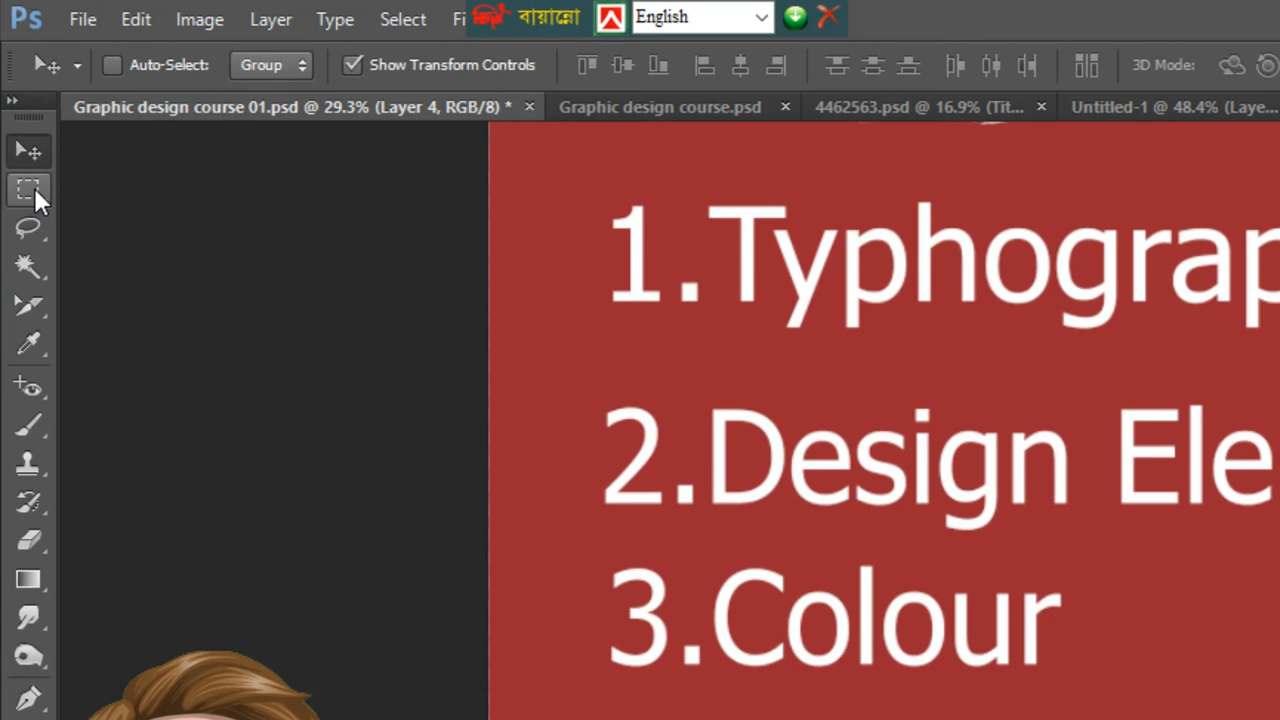 Ps File Edit Image Layer Type Select Fi বায়ান্নো English
Auto-Select: Group Show Transform Controls 3D Mode:
Graphic design course 01.psd @ 29.3% (Layer 4, RGB/8) * × Graphic design course.psd × 4462563.psd @ 16.9% (Tit... × Untitled-1 @ 48.4% (Laye...
1.Typhograp
2.Design Ele
3.Colour